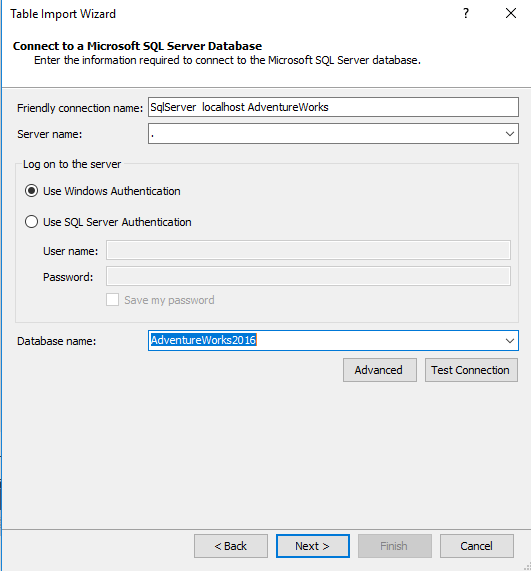 Table Import Wizard
?
Connect to a Microsoft SQL Server Database
Enter the information required to connect to the Microsoft SQL Server database.
Friendly connection name: SqlServer localhost AdventureWorks
Server name: .
Log on to the server
Use Windows Authentication
Use SQL Server Authentication
User name:
Password:
Save my password
Database name: AdventureWorks2016
Advanced Test Connection
< Back Next > Finish Cancel